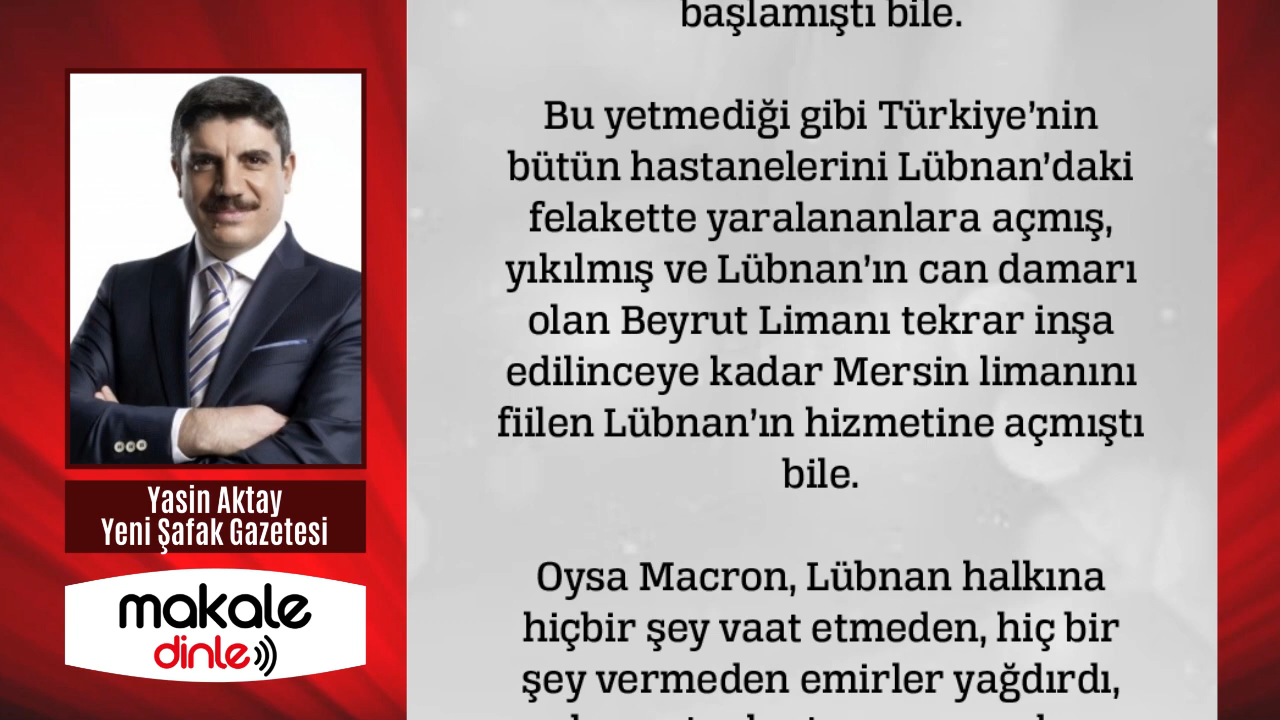 başlamıştı bile.
Bu yetmediği gibi Türkiye’nin
bütün hastanelerini Lübnan’daki
felakette yaralananlara açmış,
yıkılmış ve Lübnan’ın can damarı
olan Beyrut Limanı tekrar inşa
edilinceye kadar Mersin limanını
fiilen Lübnan’ın hizmetine açmıştı
bile.
Oysa Macron, Lübnan halkına
hiçbir şey vaat etmeden, hiç bir
şey vermeden emirler yağdırdı,
Yasin Aktay
Yeni Şafak Gazetesi
makale
dinle